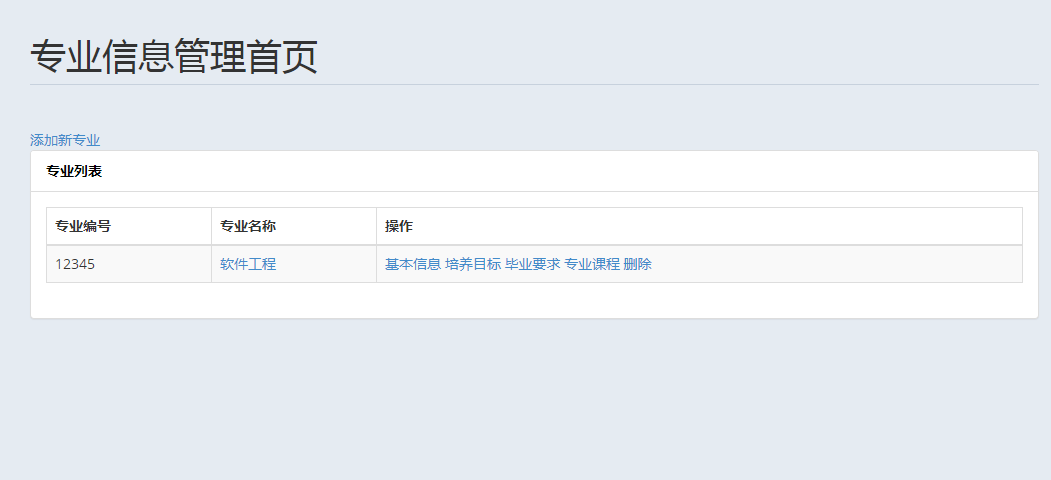 专业信息管理首页
添加新专业
专业列表
专业编号 专业名称 操作
12345 软件工程 基本信息 培养目标 毕业要求 专业课程 删除